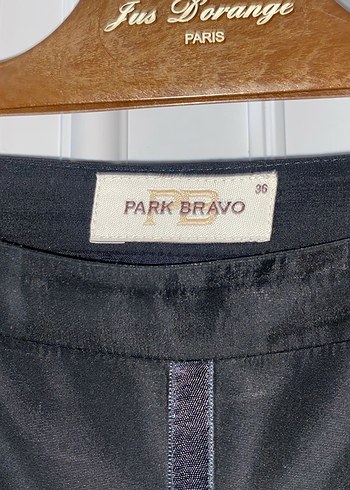 Jus D'orange
PARIS
PB
36
PARK BRAVO